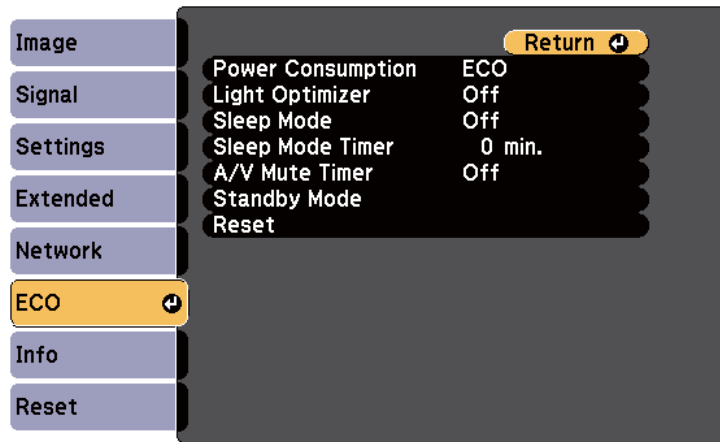 Image
Signal
Settings
Extended
Network
ECO
Info
Reset
Return
Power Consumption ECO
Light Optimizer Off
Sleep Mode Off
Sleep Mode Timer 0 min.
A/V Mute Timer Off
Standby Mode
Reset